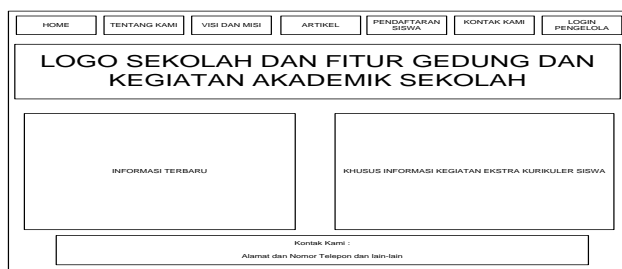 HOME
TENTANG KAMI
VISI DAN MISI
ARTIKEL
PENDAFTARAN
SISWA
KONTAK KAMI
LOGIN
PENGELOLA
LOGO SEKOLAH DAN FITUR GEDUNG DAN
KEGIATAN AKADEMIK SEKOLAH
INFORMASI TERBARU
KHUSUS INFORMASI KEGIATAN EKSTRA KURIKULER SISWA
Kontak Kami :
Alamat dan Nomor Telepon dan lain-lain